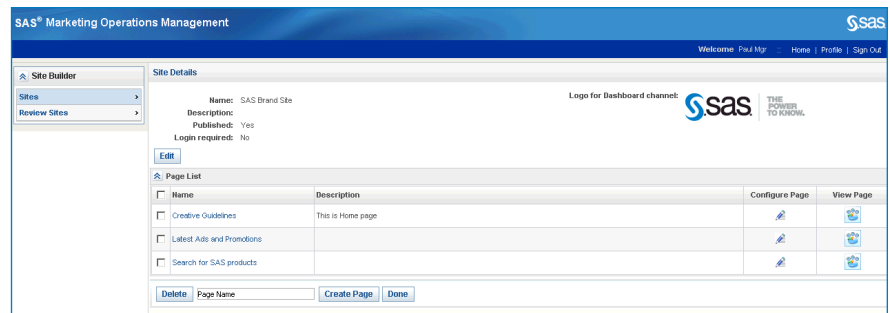 SAS® Marketing Operations Management
sas
Welcome Paul Mgr :: Home | Profile | Sign Out
Site Builder
Sites
Review Sites
Site Details
Name: SAS Brand Site
Description:
Published: Yes
Login required: No
Logo for Dashboard channel:
sas THE POWER TO KNOW.
Edit
Page List
Name Description Configure Page View Page
Creative Guidelines This is Home page
Latest Ads and Promotions
Search for SAS products
Delete Page Name Create Page Done